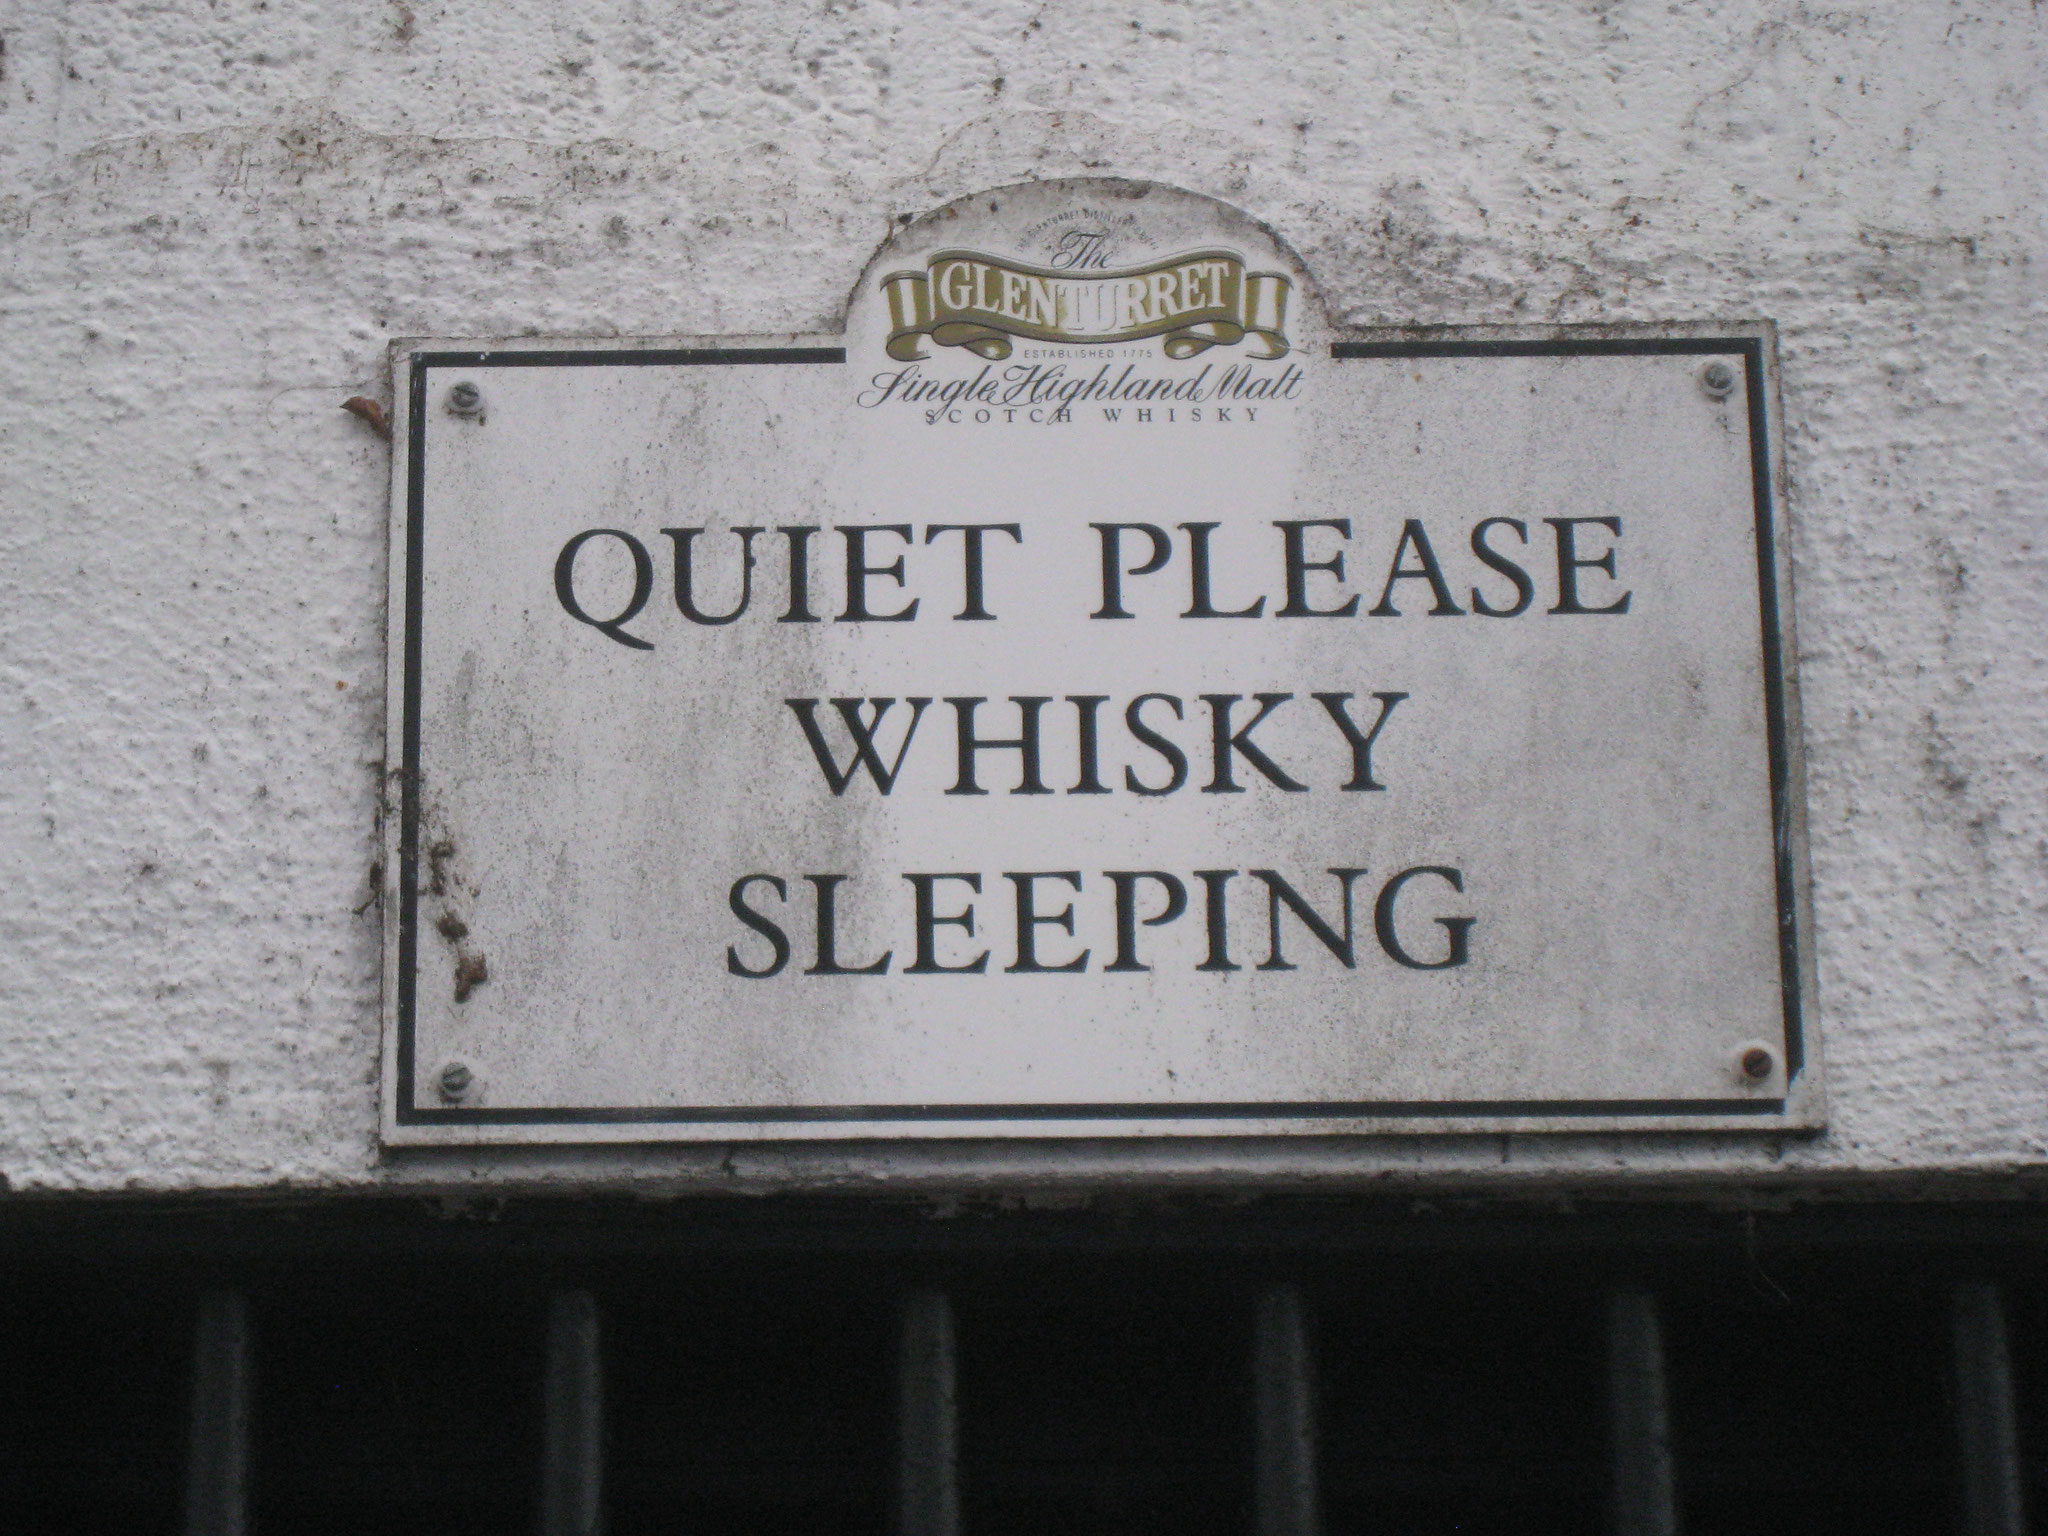 The
GLENTURRET
ESTABLISHED 1775
Single Highland Malt
SCOTCH WHISKY
QUIET PLEASE
WHISKY
SLEEPING